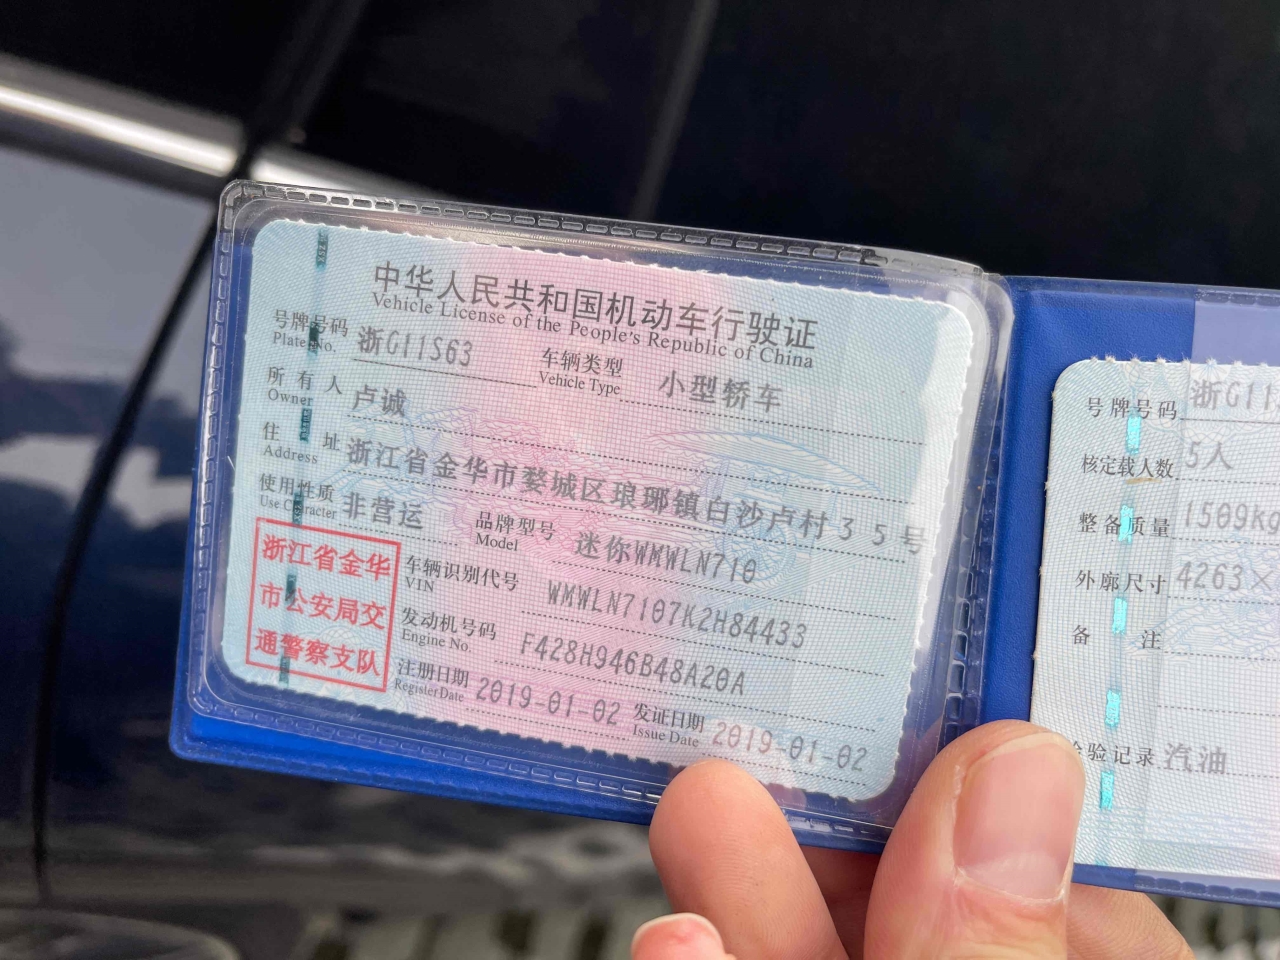 中华人民共和国机动车行驶证
Vehicle License of the People's Republic of China
号牌号码 浙G11S63 车辆类型 小型轿车
Plate No. Vehicle Type
所有人 卢诚
Owner
住址 浙江省金华市婺城区琅琊镇白沙卢村35号
Address
使用性质 非营运 品牌型号 迷你WMWLN710
Use Character Model
浙江省金华
市公安局交
通警察支队
车辆识别代号 WMWLN7107K2H84433
VIN
发动机号码 F428H946B48A20A
Engine No.
注册日期 2019-01-02 发证日期 2019-01-02
Register Date Issue Date
号牌号码 浙G11
核定载人数 5人
整备质量 1509kg
外廓尺寸 4263×
备注
检验记录 汽油